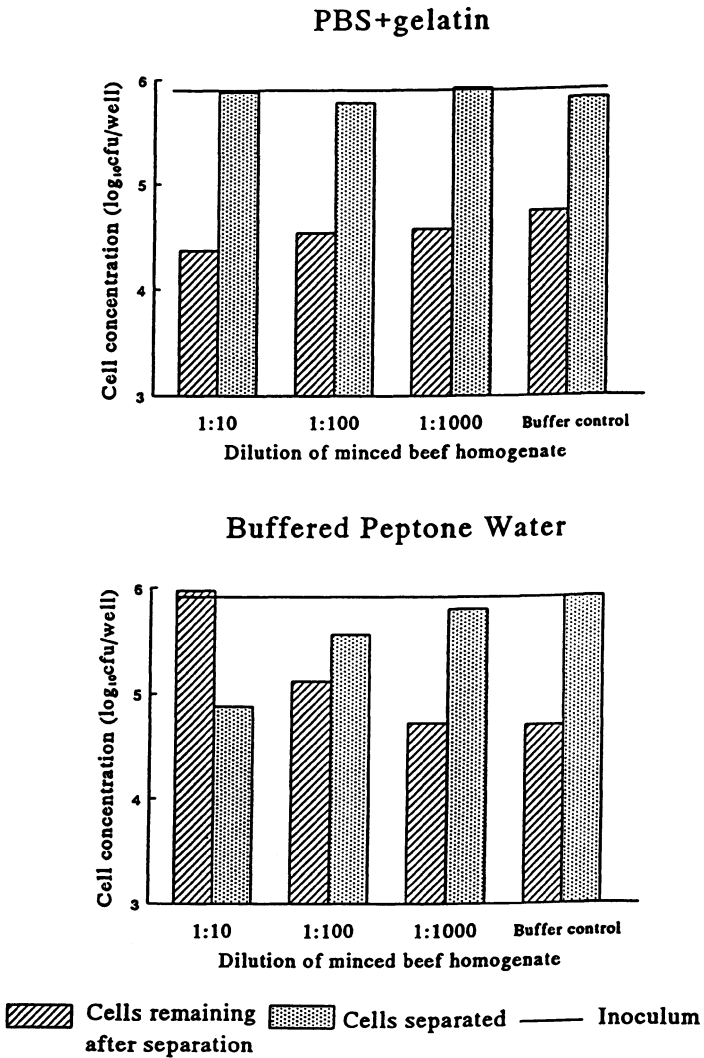 PBS+gelatin
Cell concentration (log₁₀cfu/well)
6
5
4
3
1:10 1:100 1:1000 Buffer control
Dilution of minced beef homogenate
Buffered Peptone Water
Cell concentration (log₁₀cfu/well)
6
5
4
3
1:10 1:100 1:1000 Buffer control
Dilution of minced beef homogenate
Cells remaining after separation
Cells separated
Inoculum